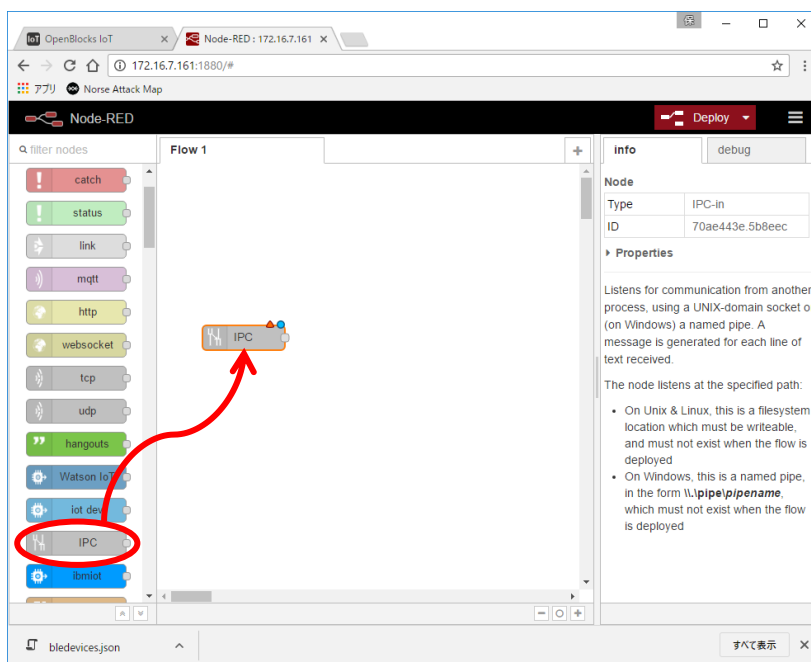 IoT OpenBlocks IoT
Node-RED : 172.16.7.161
172.16.7.161:1880/#
アプリ
Norse Attack Map
Node-RED
Deploy
filter nodes
Flow 1
info
debug
catch
status
link
mqtt
http
websocket
tcp
udp
hangouts
Watson IoT
iot dev
IPC
ibmiot
IPC
Node
Type IPC-in
ID 70ae443e.5b8eec
Properties
Listens for communication from another
process, using a UNIX-domain socket o
(on Windows) a named pipe. A
message is generated for each line of
text received.
The node listens at the specified path:
• On Unix & Linux, this is a filesystem
location which must be writeable,
and must not exist when the flow is
deployed
• On Windows, this is a named pipe,
in the form \\.\pipe\pipename,
which must not exist when the flow
is deployed
bledevices.json
すべて表示